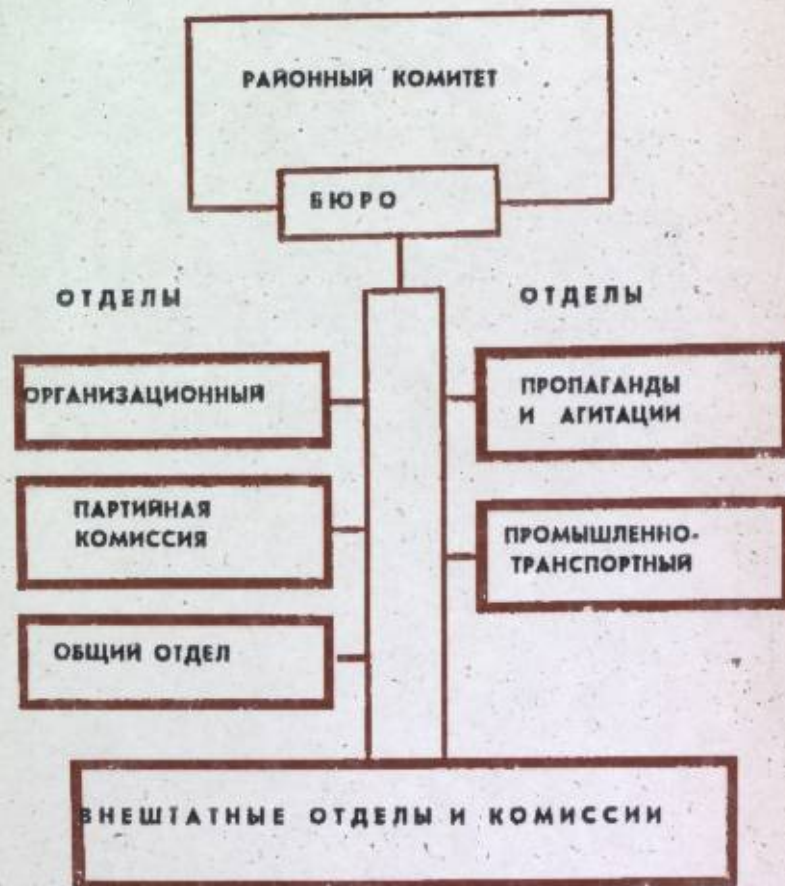 РАЙОННЫЙ КОМИТЕТ
БЮРО
ОТДЕЛЫ
ОРГАНИЗАЦИОННЫЙ
ПАРТИЙНАЯ
КОМИССИЯ
ОБЩИЙ ОТДЕЛ
ОТДЕЛЫ
ПРОПАГАНДЫ
И АГИТАЦИИ
ПРОМЫШЛЕННО-
ТРАНСПОРТНЫЙ
ВНЕШТАТНЫЕ ОТДЕЛЫ И КОМИССИИ